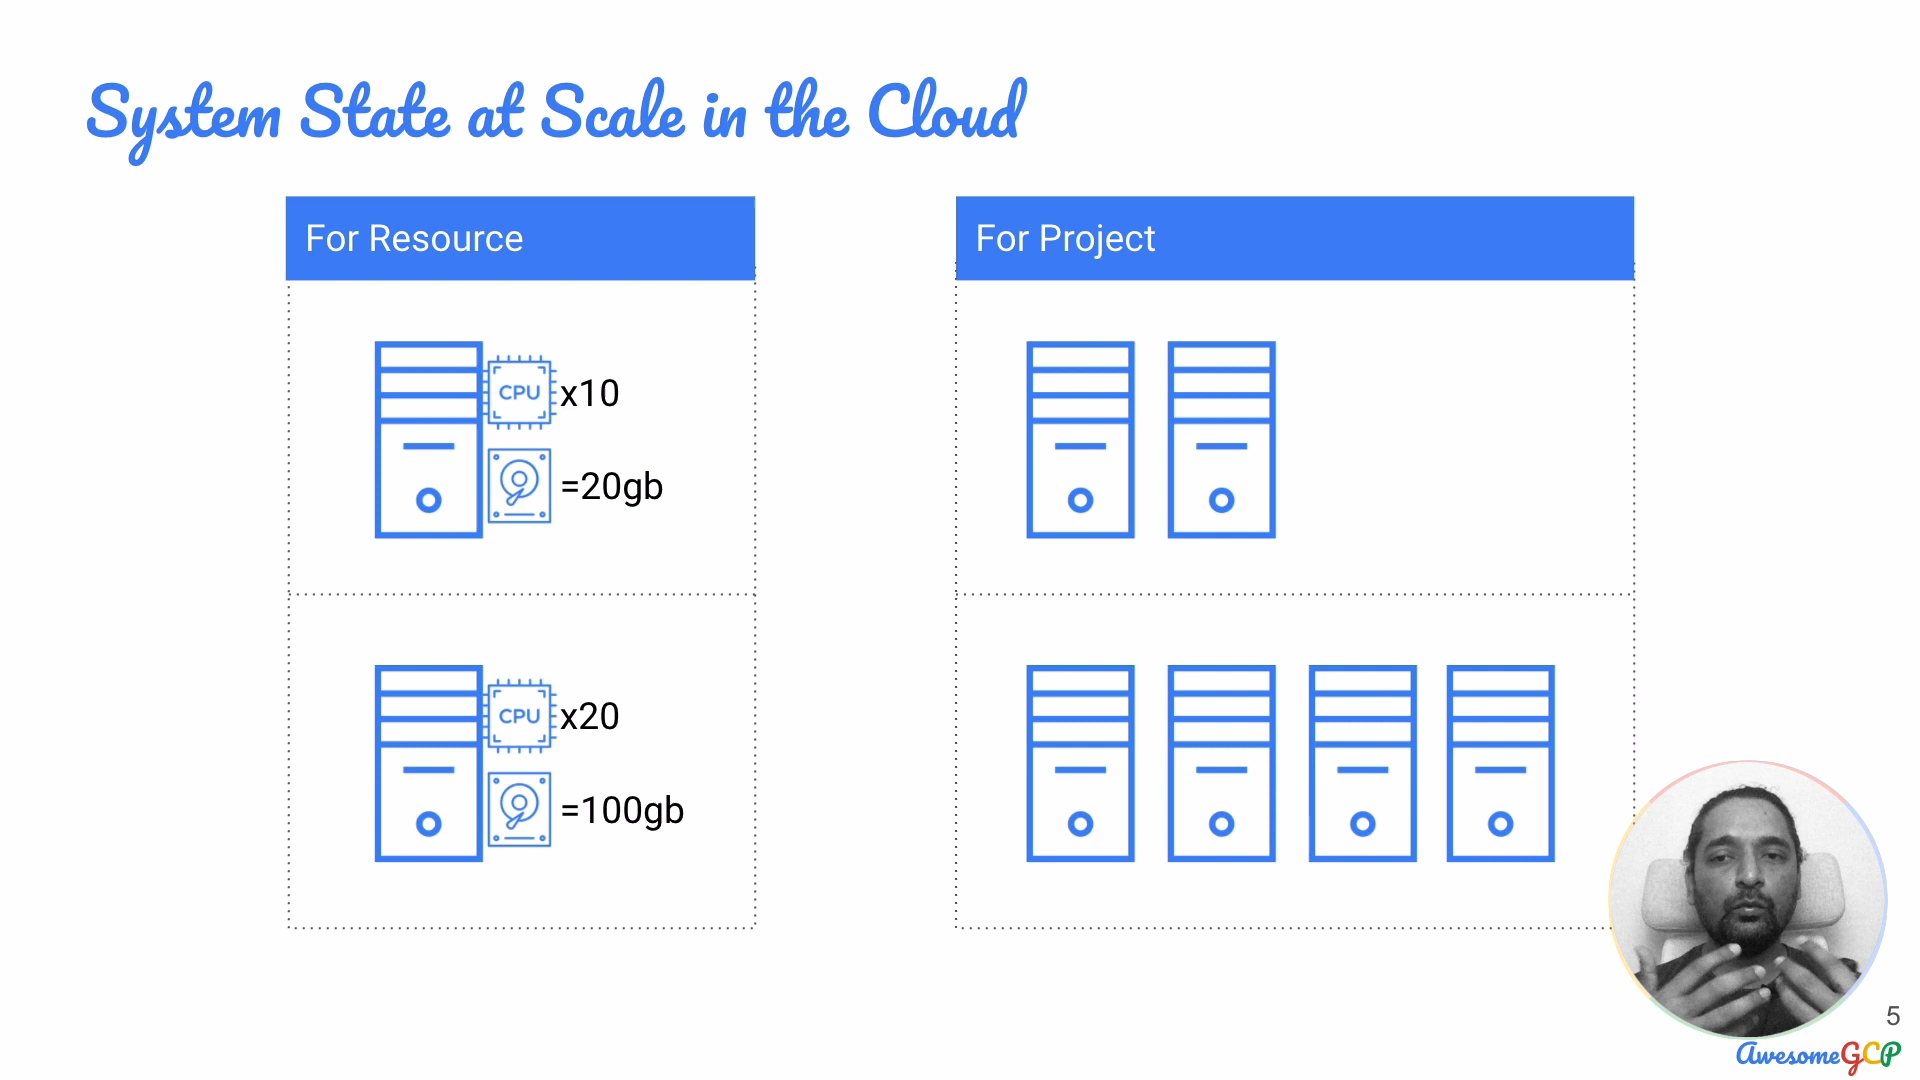 System State at Scale in the Cloud
For Resource
CPU x10
=20gb
CPU x20
=100gb
For Project
5
AwesomeGCP